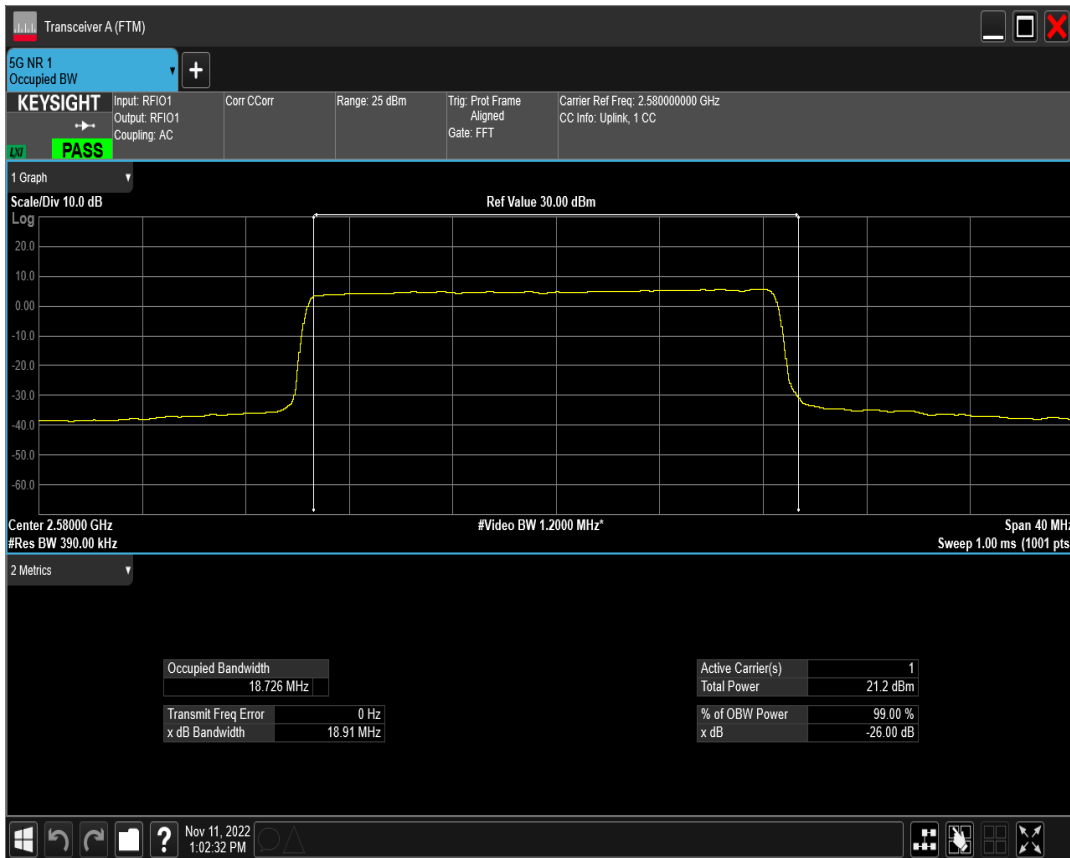 Transceiver A (FTM)
5G NR 1
Occupied BW
+
KEYSIGHT
LXI
PASS
Input: RFIO1
Output: RFIO1
Coupling: AC
Corr CCorr
Range: 25 dBm
Trig: Prot Frame
Aligned
Gate: FFT
Carrier Ref Freq: 2.580000000 GHz
CC Info: Uplink, 1 CC
1 Graph
Scale/Div 10.0 dB
Ref Value 30.00 dBm
Log
20.0
10.0
0.00
-10.0
-20.0
-30.0
-40.0
-50.0
-60.0
Center 2.58000 GHz
#Video BW 1.2000 MHz*
Span 40 MHz
#Res BW 390.00 kHz
Sweep 1.00 ms (1001 pts
2 Metrics
Occupied Bandwidth
18.726 MHz
Transmit Freq Error 0 Hz
x dB Bandwidth 18.91 MHz
Active Carrier(s) 1
Total Power 21.2 dBm
% of OBW Power 99.00 %
x dB -26.00 dB
?
Nov 11, 2022
1:02:32 PM